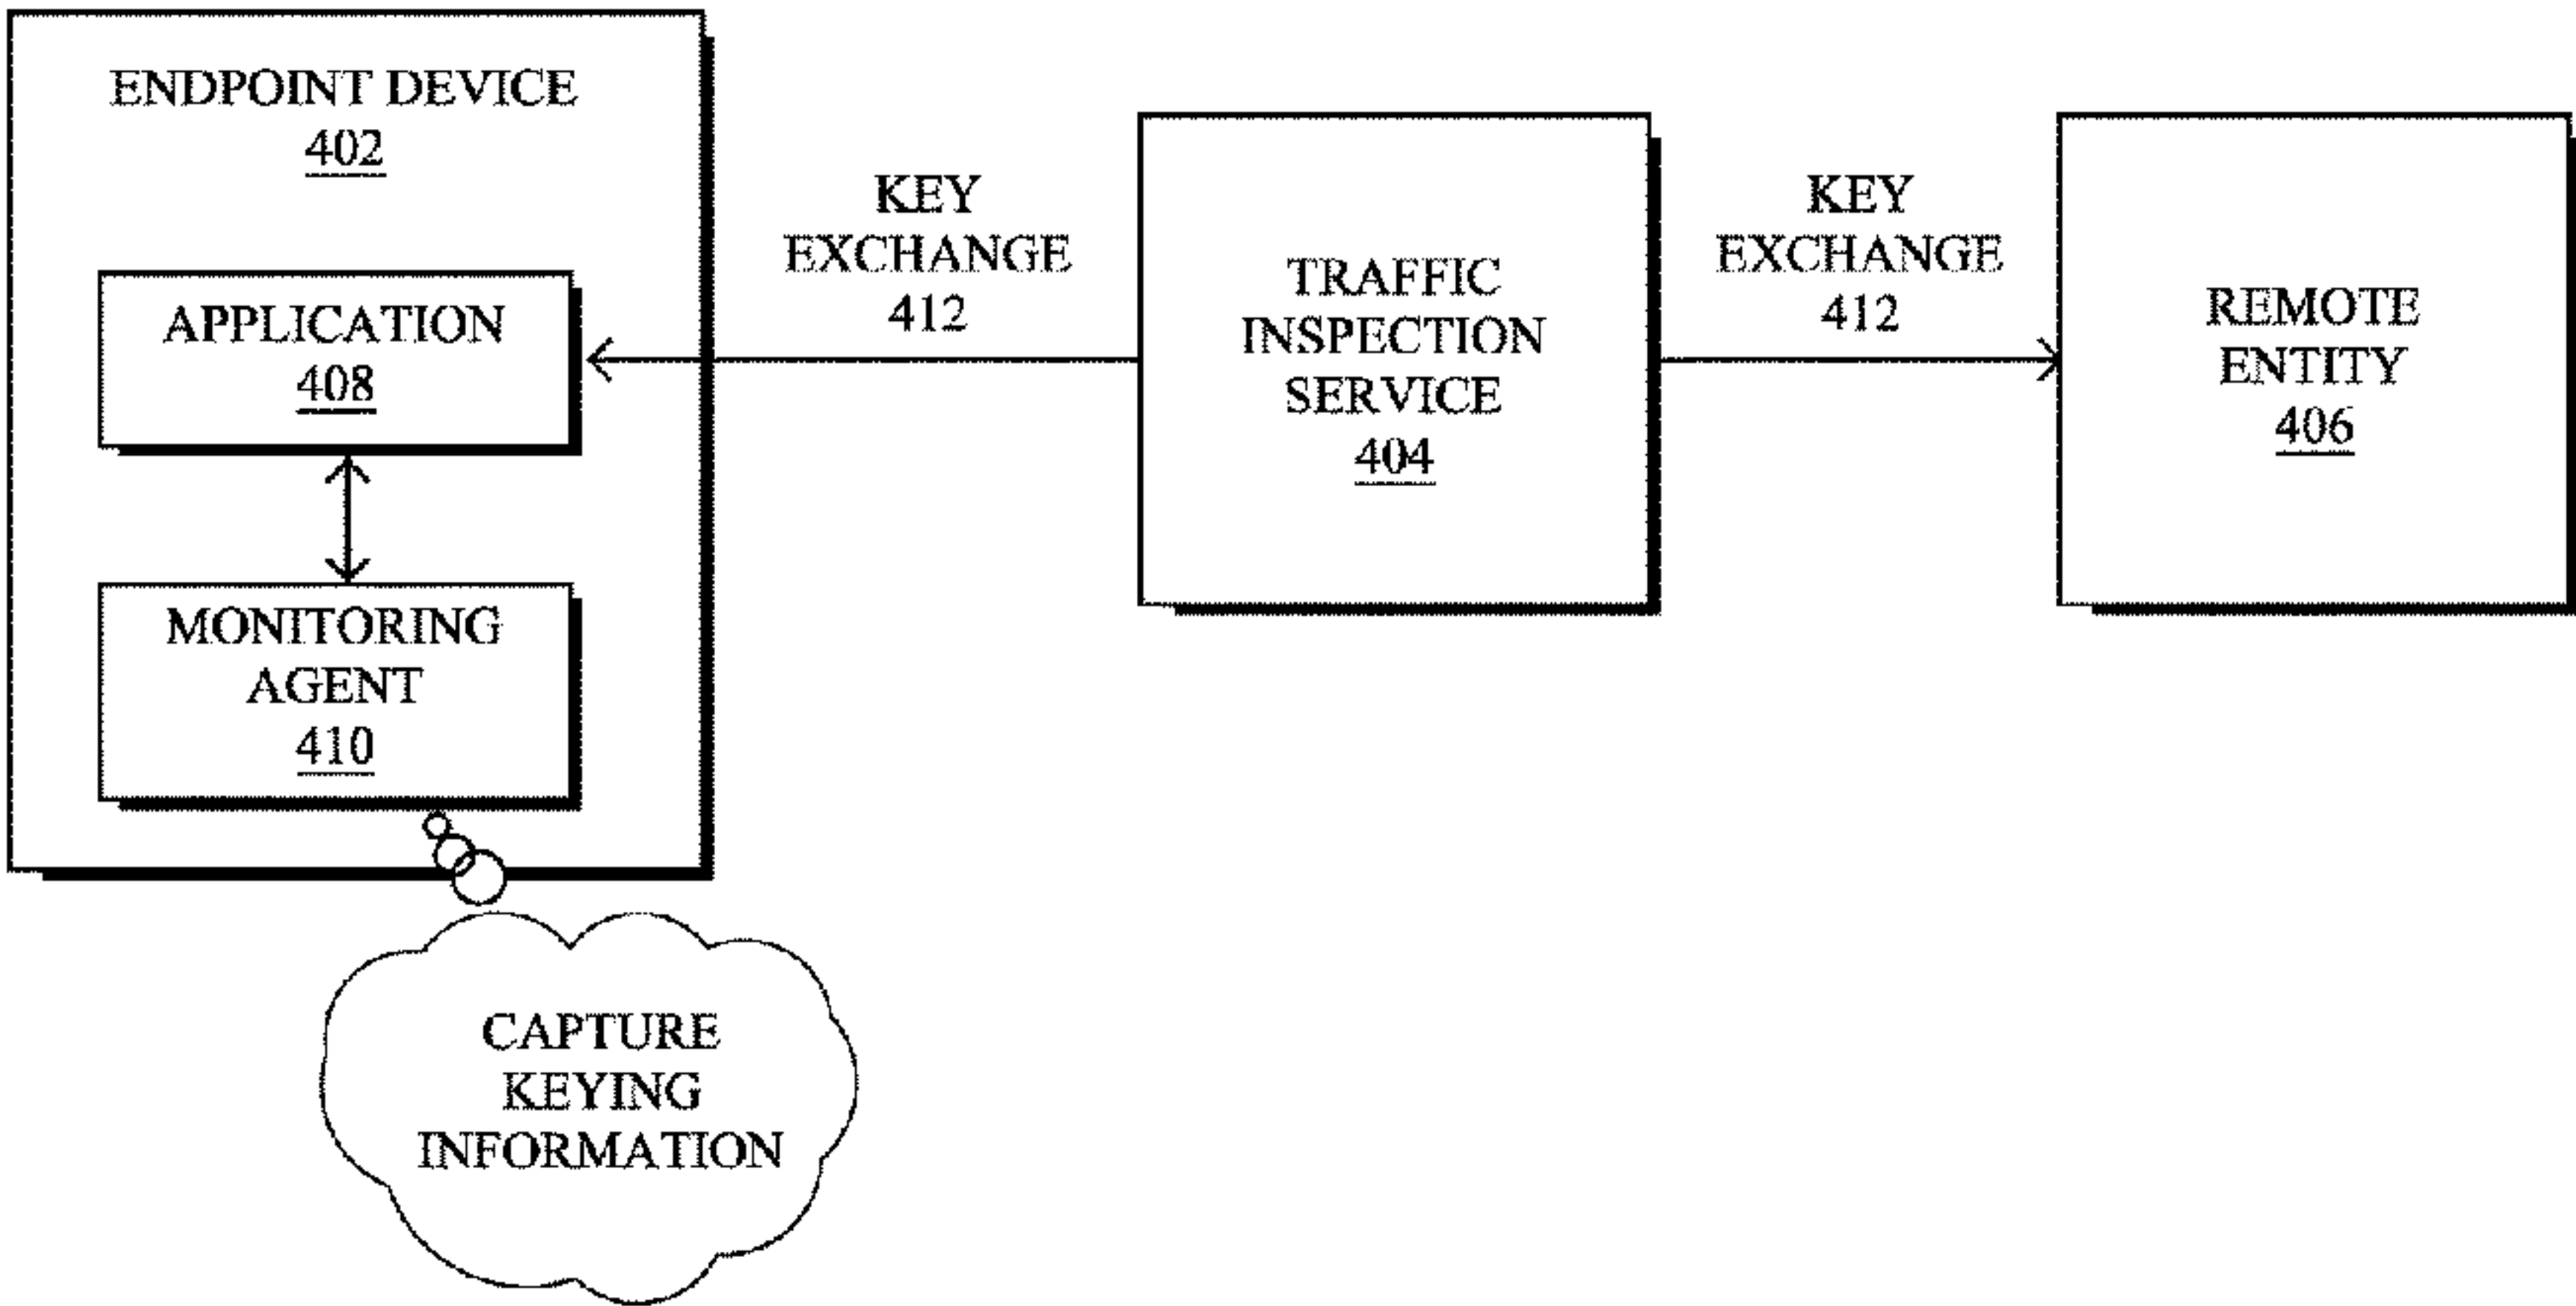 ENDPOINT DEVICE
402
APPLICATION
408
MONITORING
AGENT
410
CAPTURE
KEYING
INFORMATION
KEY
EXCHANGE
412
TRAFFIC
INSPECTION
SERVICE
404
KEY
EXCHANGE
412
REMOTE
ENTITY
406